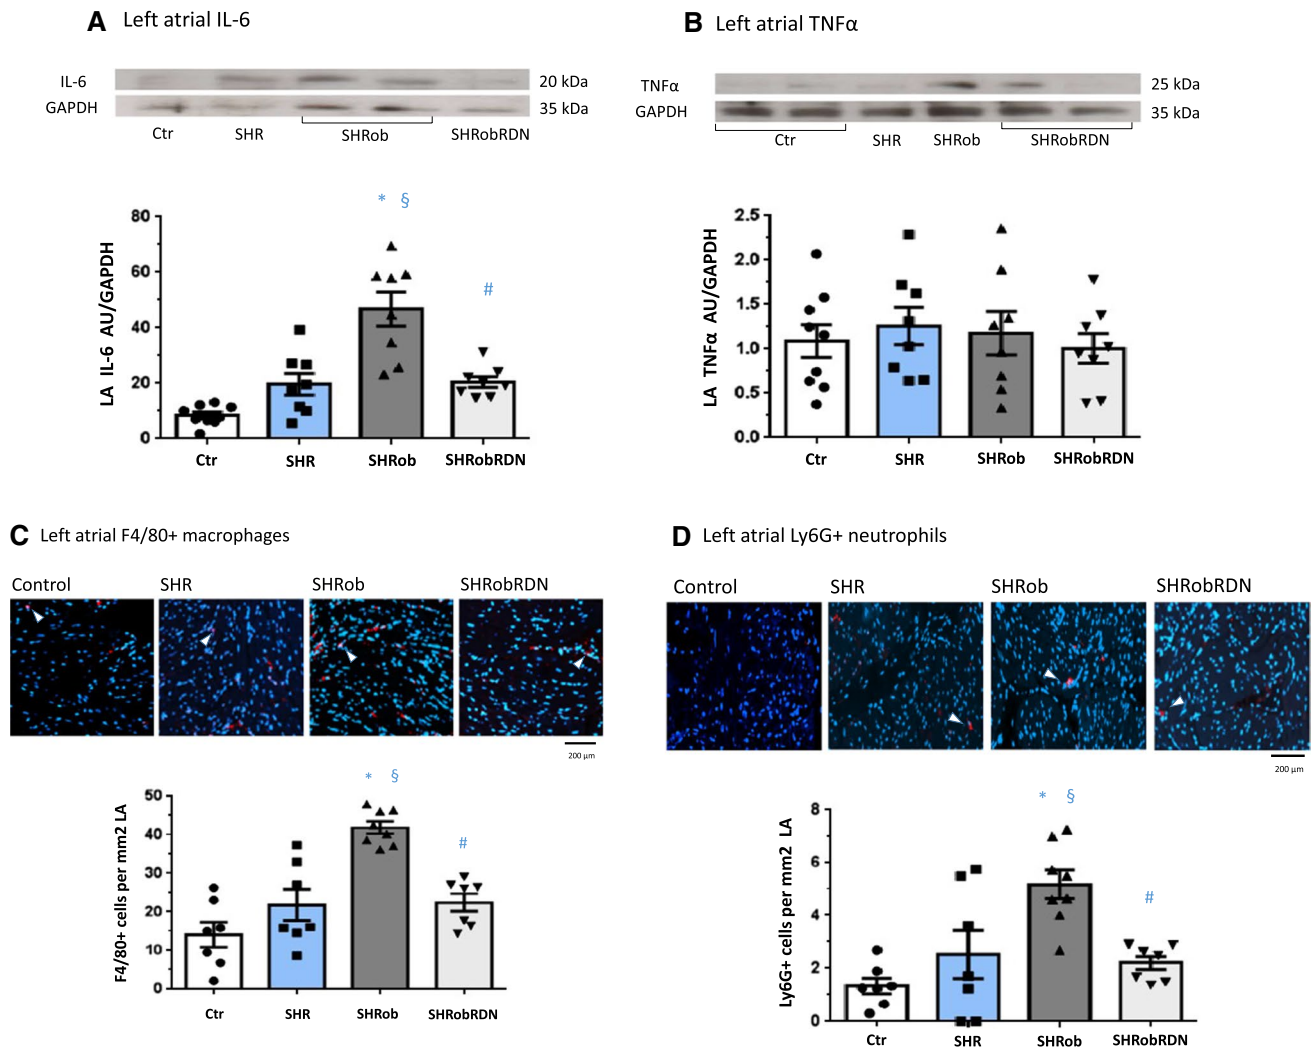 A Left atrial IL-6
IL-6 20 kDa
GAPDH 35 kDa
Ctr SHR SHRob SHRobRDN
* §
#
LA IL-6 AU/GAPDH
80
60
40
20
0
Ctr SHR SHRob SHRobRDN
B Left atrial TNFα
TNFα 25 kDa
GAPDH 35 kDa
Ctr SHR SHRob SHRobRDN
LA TNFα AU/GAPDH
2.5
2.0
1.5
1.0
0.5
0.0
Ctr SHR SHRob SHRobRDN
C Left atrial F4/80+ macrophages
Control SHR SHRob SHRobRDN
200 µm
* §
#
F4/80+ cells per mm2 LA
50
40
30
20
10
0
Ctr SHR SHRob SHRobRDN
D Left atrial Ly6G+ neutrophils
Control SHR SHRob SHRobRDN
200 µm
* §
#
Ly6G+ cells per mm2 LA
8
6
4
2
0
Ctr SHR SHRob SHRobRDN